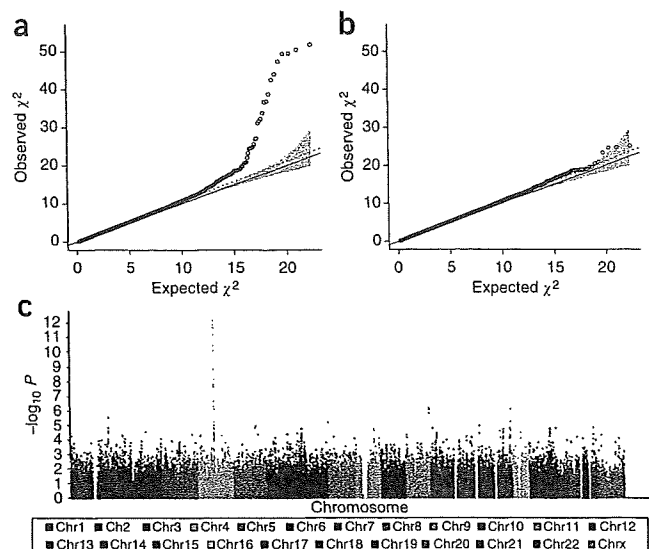 a
b
50
40
30
20
10
0
Observed χ²
0 5 10 15 20
Expected χ²
50
40
30
20
10
0
Observed χ²
0 5 10 15 20
Expected χ²
c
12
11
10
9
8
7
6
5
4
3
2
1
0
−log₁₀ P
Chromosome
Chr1 Ch2 Chr3 Chr4 Chr5 Chr6 Chr7 Chr8 Chr9 Chr10 Chr11 Chr12
Chr13 Chr14 Chr15 Chr16 Chr17 Chr18 Chr19 Chr20 Chr21 Chr22 Chrx